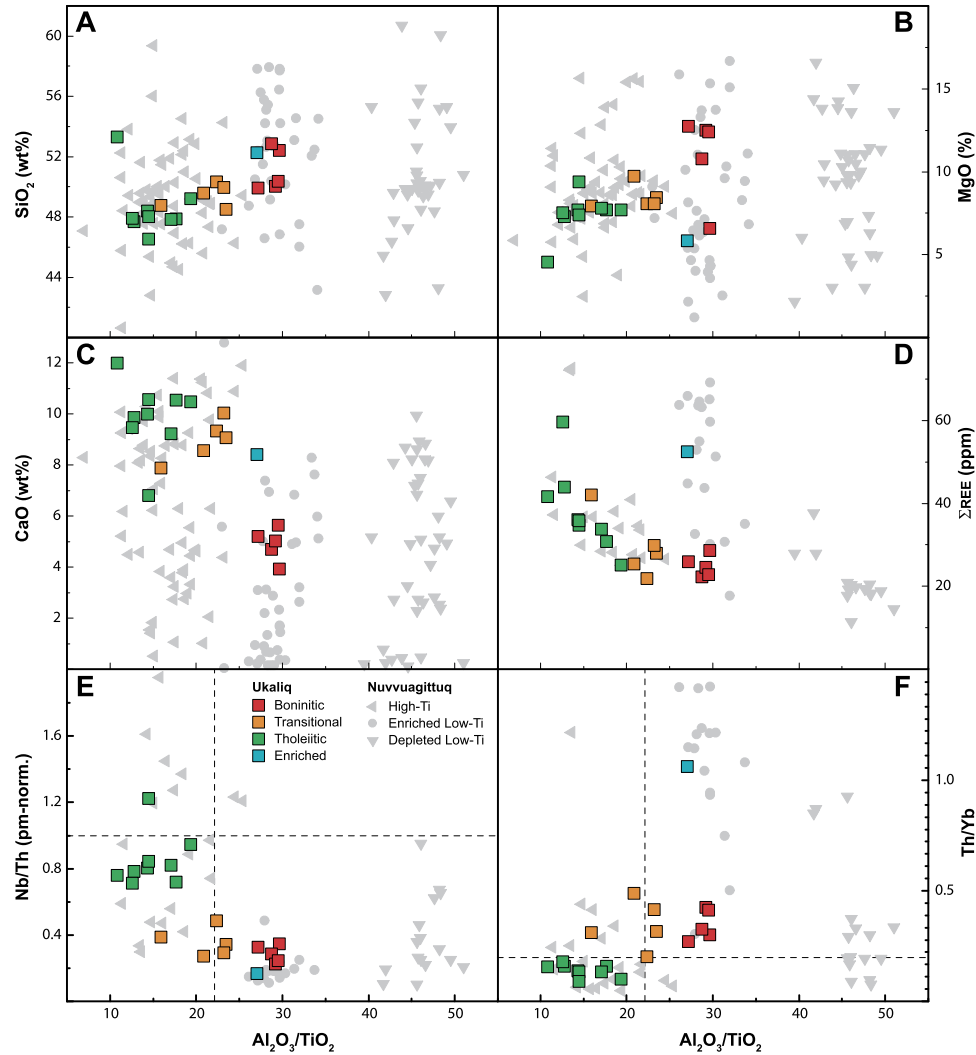 A
B
60
56
52
48
44
SiO2 (wt%)
15
10
5
MgO (%)
C
D
12
10
8
6
4
2
CaO (wt%)
60
40
20
ΣREE (ppm)
E
F
Ukaliq
Boninitic
Transitional
Tholeiitic
Enriched
Nuvvuagittuq
High-Ti
Enriched Low-Ti
Depleted Low-Ti
1.6
1.2
0.8
0.4
Nb/Th (pm-norm.)
1.0
0.5
Th/Yb
10 20 30 40 50
10 20 30 40 50
Al2O3/TiO2
Al2O3/TiO2